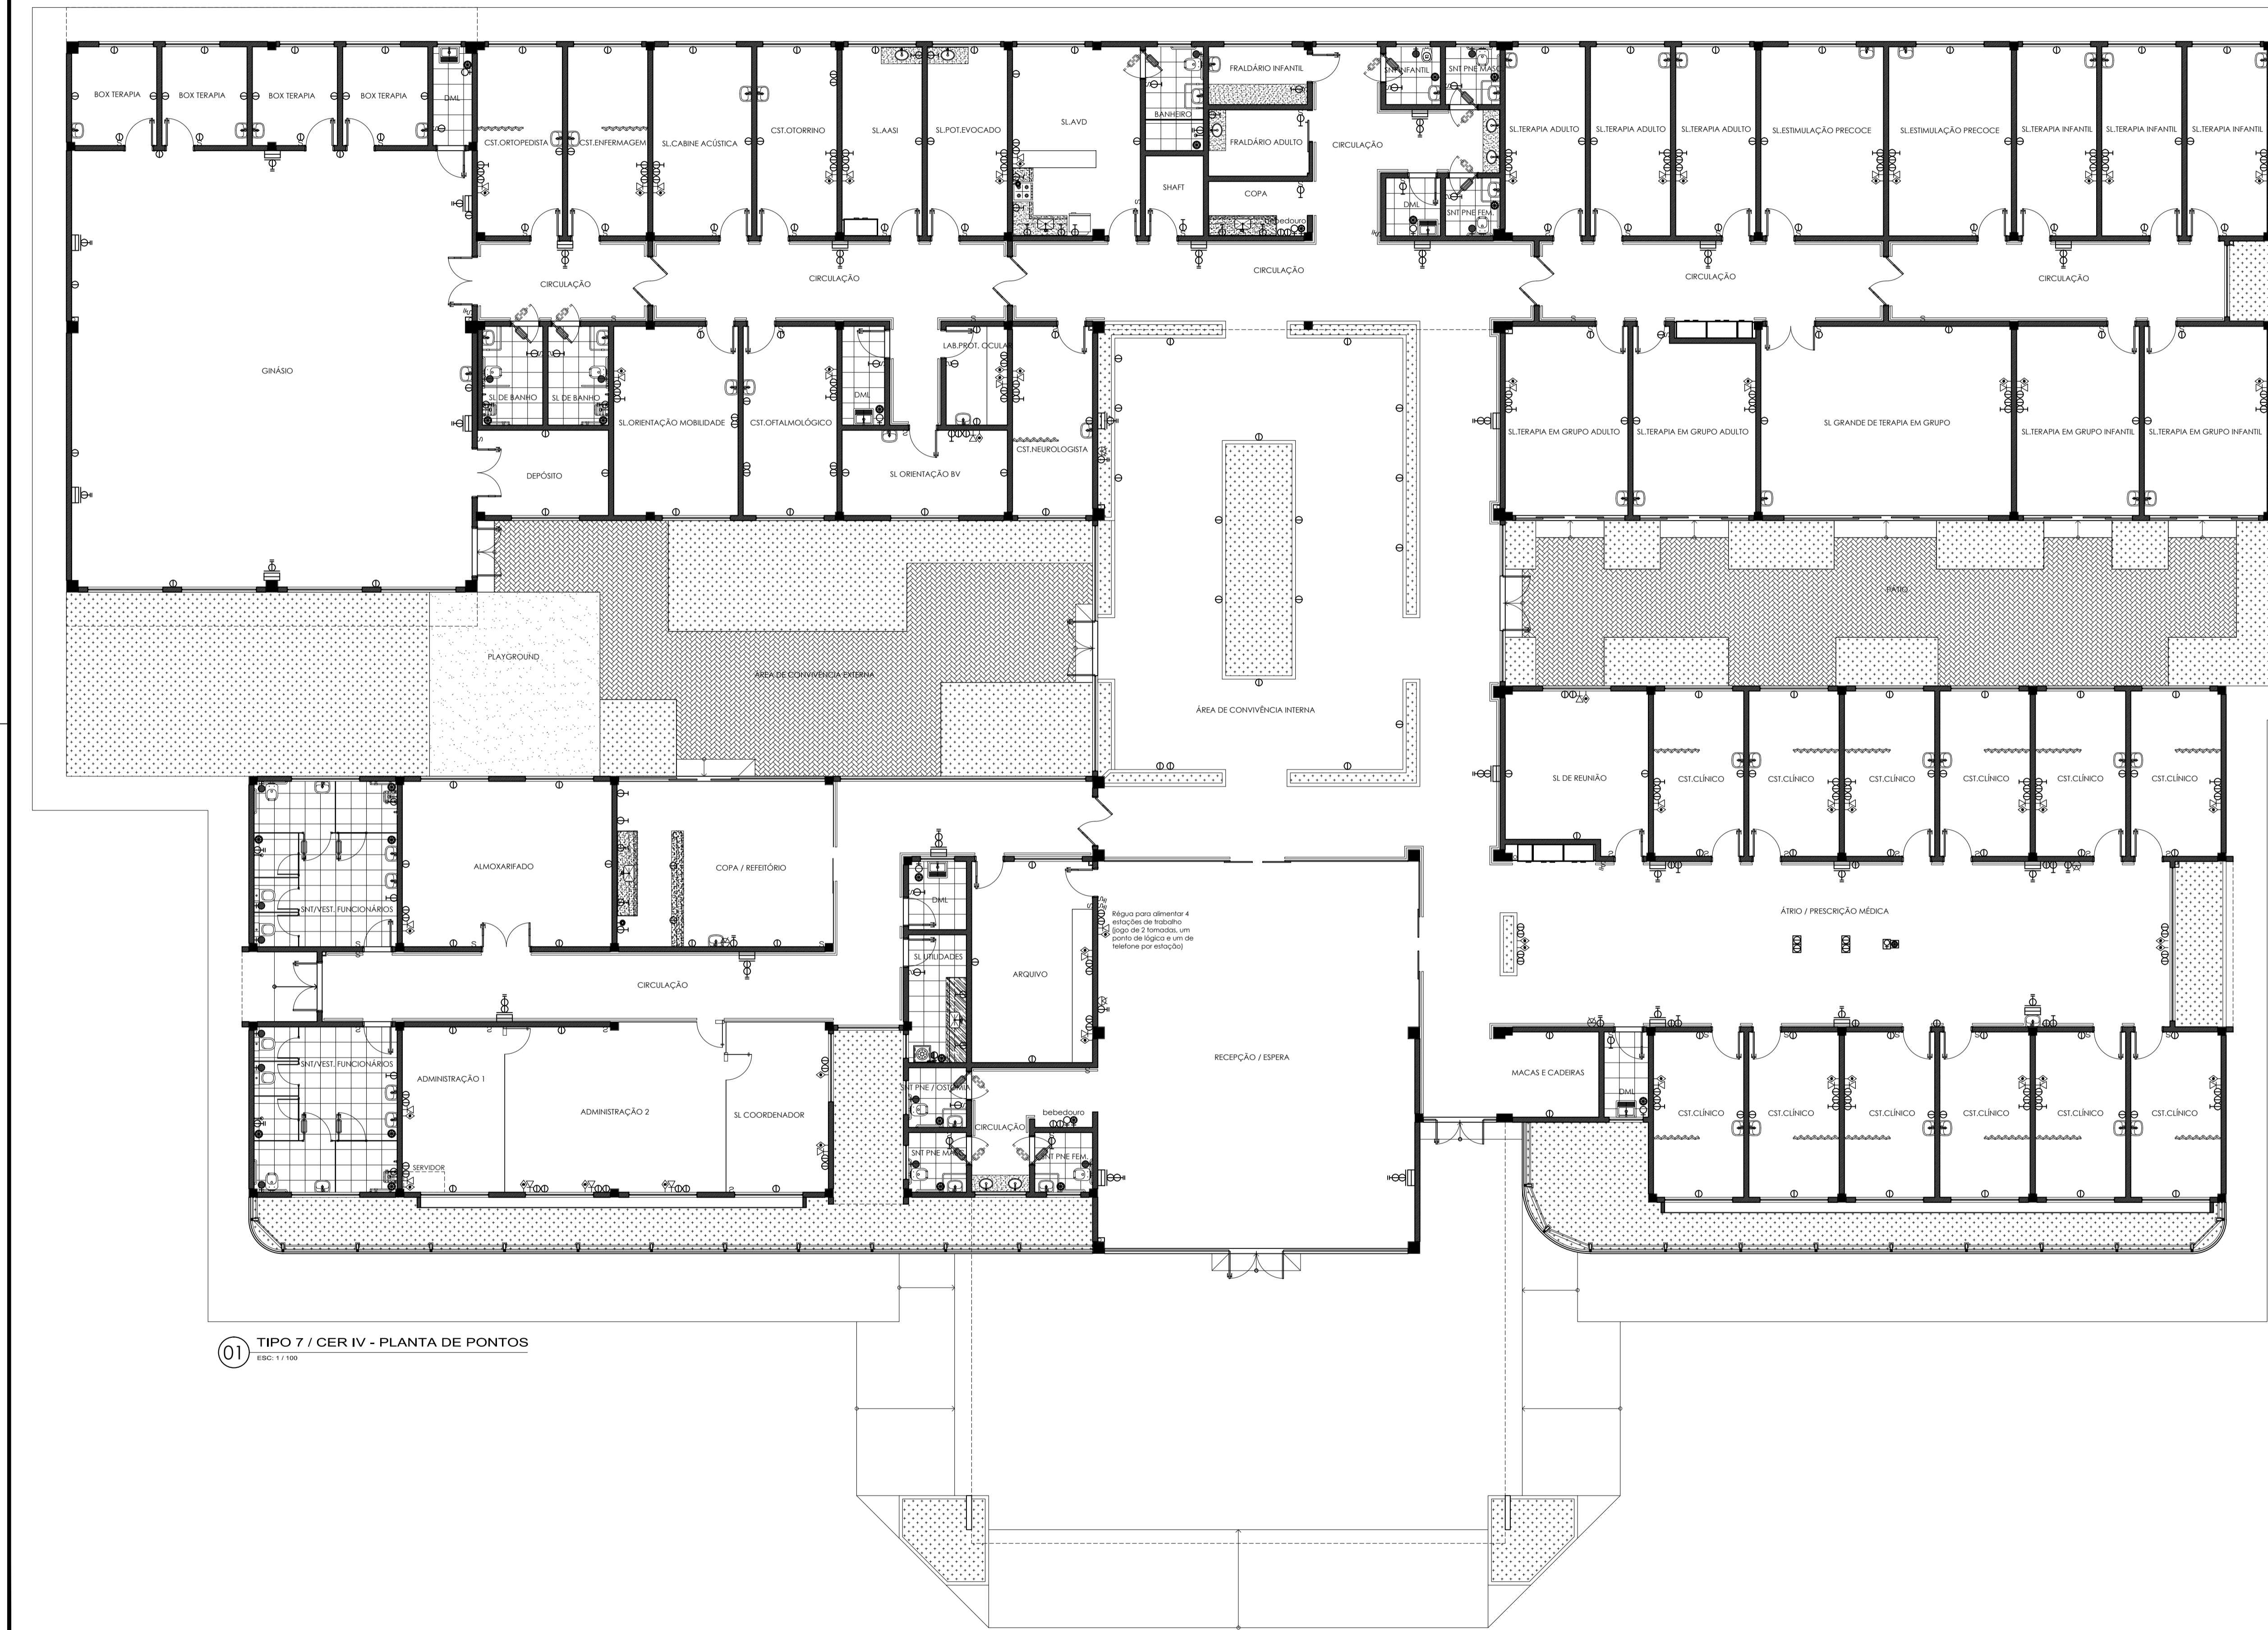 BOX TERAPIA
BOX TERAPIA
BOX TERAPIA
BOX TERAPIA
DML
CST.ORTOPEDISTA
CST.ENFERMAGEM
SL.CABINE ACÚSTICA
CST.OTORRINO
SL.AASI
SL.POT.EVOCADO
SL.AVD
BANHEIRO
SHAFT
FRALDÁRIO INFANTIL
FRALDÁRIO ADULTO
COPA
bebedouro
CIRCULAÇÃO
SNT INFANTIL
SNT PNE MASC.
DML
SNT PNE FEM.
SL.TERAPIA ADULTO
SL.TERAPIA ADULTO
SL.TERAPIA ADULTO
SL.ESTIMULAÇÃO PRECOCE
SL.ESTIMULAÇÃO PRECOCE
SL.TERAPIA INFANTIL
SL.TERAPIA INFANTIL
SL.TERAPIA INFANTIL
CIRCULAÇÃO
CIRCULAÇÃO
CIRCULAÇÃO
CIRCULAÇÃO
CIRCULAÇÃO
GINÁSIO
SL DE BANHO
SL DE BANHO
DEPÓSITO
SL.ORIENTAÇÃO MOBILIDADE
CST.OFTALMOLÓGICO
DML
LAB.PROT. OCULAR
SL ORIENTAÇÃO BV
CST.NEUROLOGISTA
SL.TERAPIA EM GRUPO ADULTO
SL.TERAPIA EM GRUPO ADULTO
SL GRANDE DE TERAPIA EM GRUPO
SL.TERAPIA EM GRUPO INFANTIL
SL.TERAPIA EM GRUPO INFANTIL
PÁTIO
PLAYGROUND
ÁREA DE CONVIVÊNCIA EXTERNA
ÁREA DE CONVIVÊNCIA INTERNA
SL DE REUNIÃO
CST.CLÍNICO
CST.CLÍNICO
CST.CLÍNICO
CST.CLÍNICO
CST.CLÍNICO
CST.CLÍNICO
SNT/VEST. FUNCIONÁRIOS
ALMOXARIFADO
COPA / REFEITÓRIO
DML
SL UTILIDADES
ARQUIVO
Régua para alimentar 4
estações de trabalho
(jogo de 2 tomadas, um
ponto de lógica e um de
telefone por estação)
ÁTRIO / PRESCRIÇÃO MÉDICA
CIRCULAÇÃO
SNT/VEST. FUNCIONÁRIOS
ADMINISTRAÇÃO 1
ADMINISTRAÇÃO 2
SL COORDENADOR
SERVIDOR
SNT PNE / OSTOMIA
CIRCULAÇÃO
bebedouro
SNT PNE MASC.
SNT PNE FEM.
RECEPÇÃO / ESPERA
MACAS E CADEIRAS
DML
CST.CLÍNICO
CST.CLÍNICO
CST.CLÍNICO
CST.CLÍNICO
CST.CLÍNICO
CST.CLÍNICO
01 TIPO 7 / CER IV - PLANTA DE PONTOS
ESC: 1 / 100